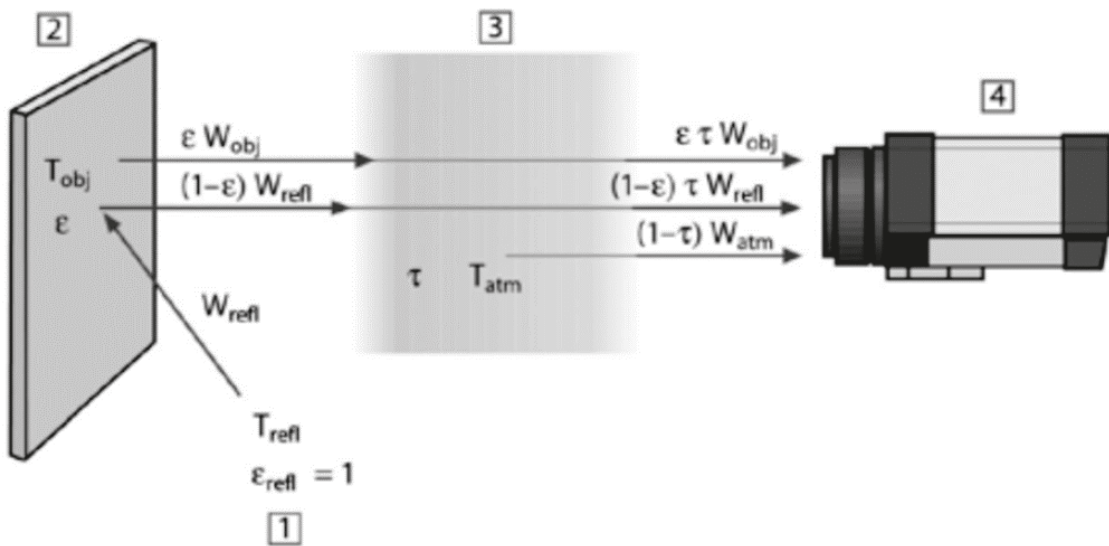 2
3
4
ε W_obj
ε τ W_obj
T_obj
(1–ε) W_refl
(1–ε) τ W_refl
ε
(1–τ) W_atm
τ
T_atm
W_refl
T_refl
ε_refl = 1
1